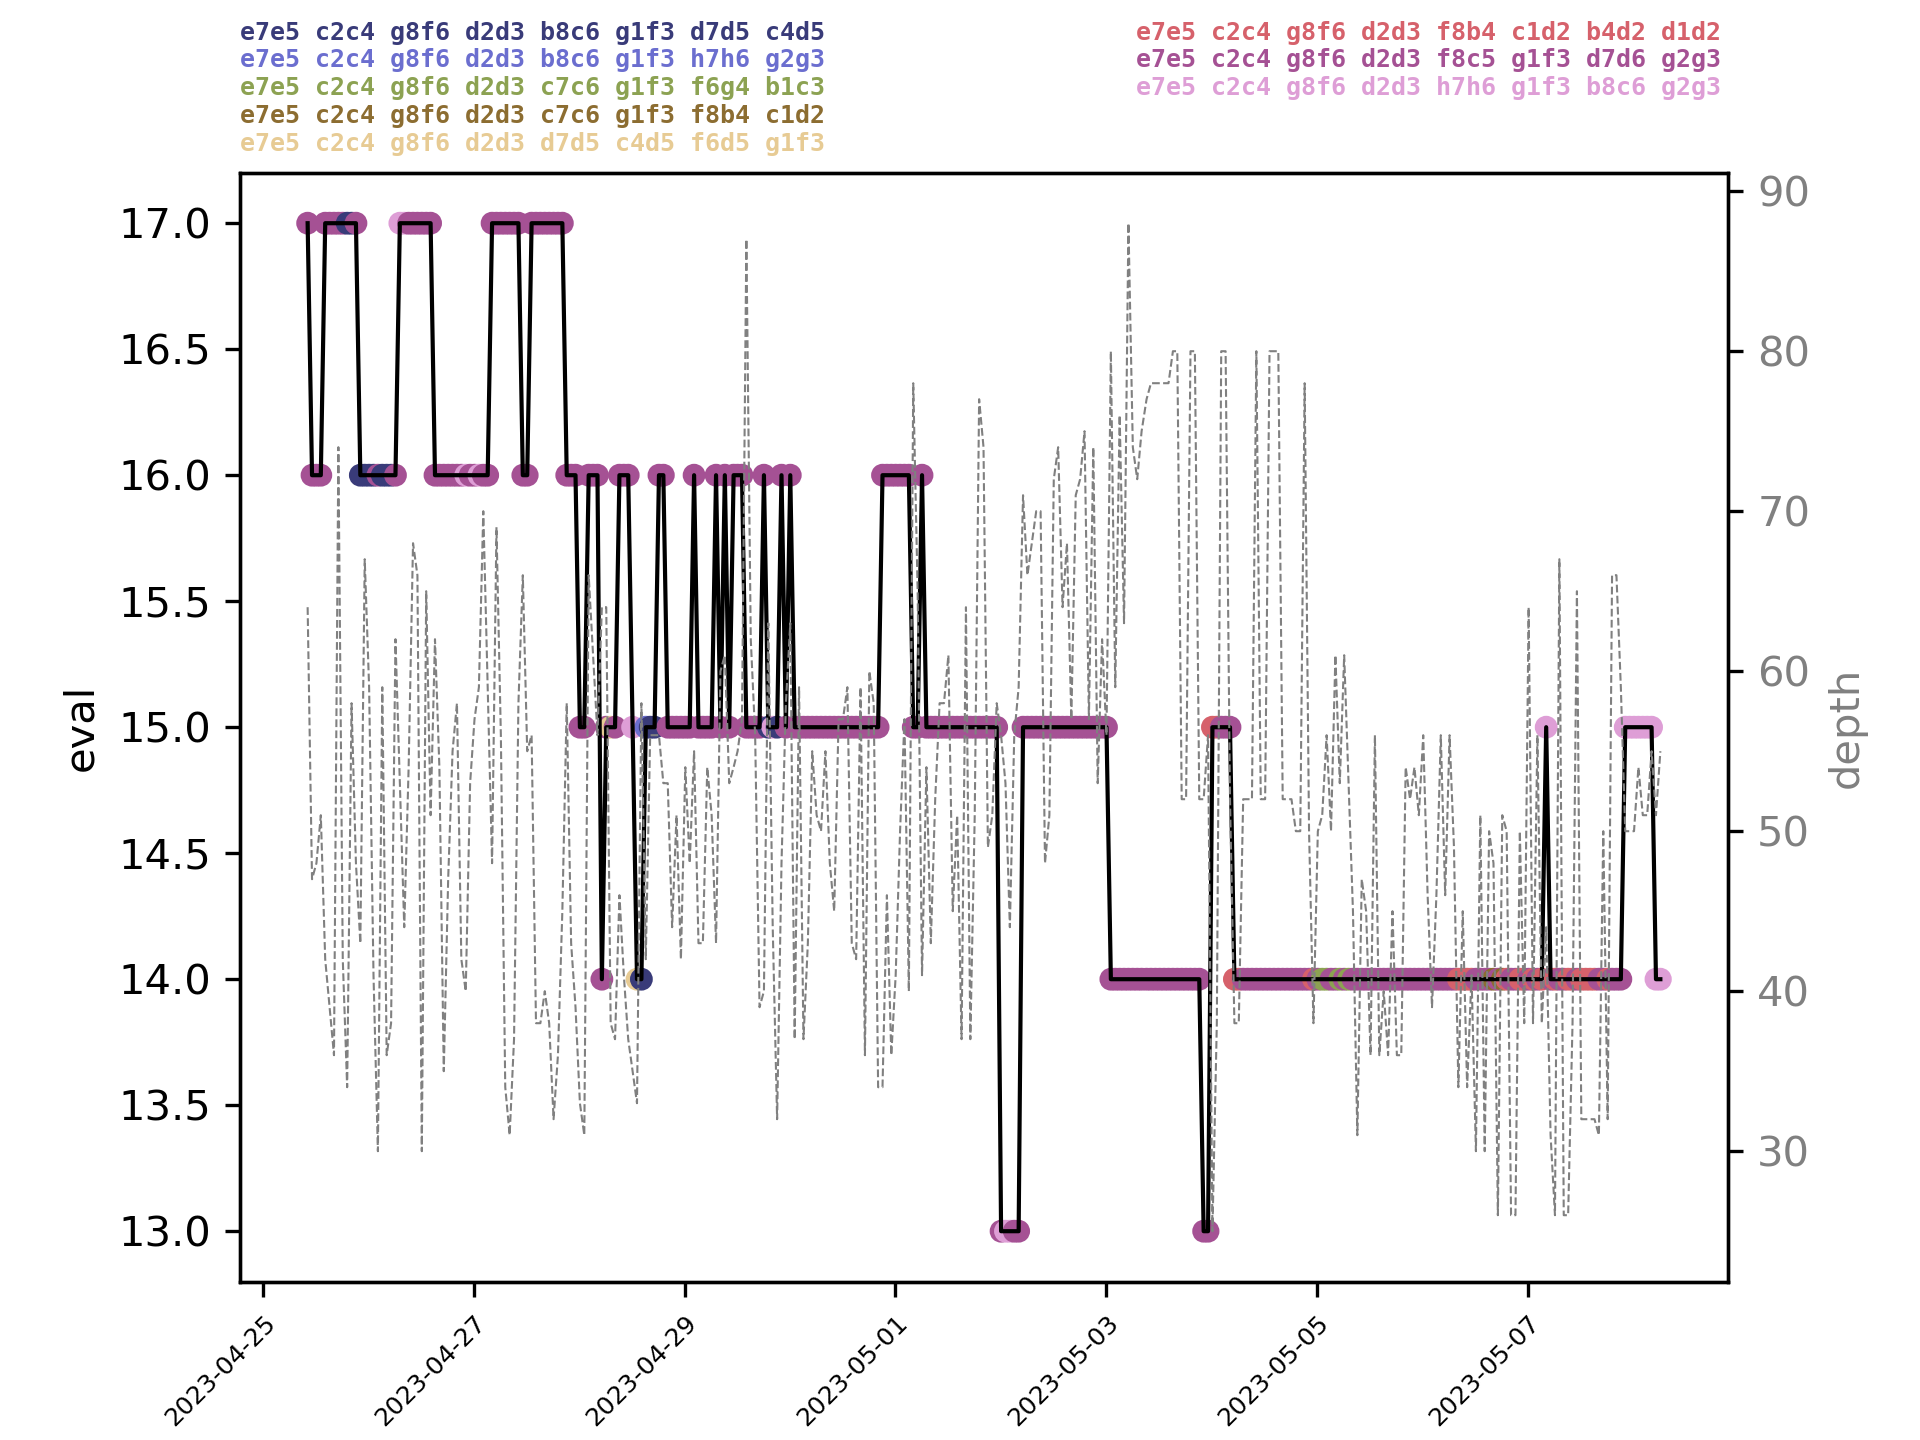 e7e5 c2c4 g8f6 d2d3 b8c6 g1f3 d7d5 c4d5
e7e5 c2c4 g8f6 d2d3 b8c6 g1f3 h7h6 g2g3
e7e5 c2c4 g8f6 d2d3 c7c6 g1f3 f6g4 b1c3
e7e5 c2c4 g8f6 d2d3 c7c6 g1f3 f8b4 c1d2
e7e5 c2c4 g8f6 d2d3 d7d5 c4d5 f6d5 g1f3
e7e5 c2c4 g8f6 d2d3 f8b4 c1d2 b4d2 d1d2
e7e5 c2c4 g8f6 d2d3 f8c5 g1f3 d7d6 g2g3
e7e5 c2c4 g8f6 d2d3 h7h6 g1f3 b8c6 g2g3
eval
17.0
16.5
16.0
15.5
15.0
14.5
14.0
13.5
13.0
90
80
70
60
50
40
30
depth
2023-04-25
2023-04-27
2023-04-29
2023-05-01
2023-05-03
2023-05-05
2023-05-07